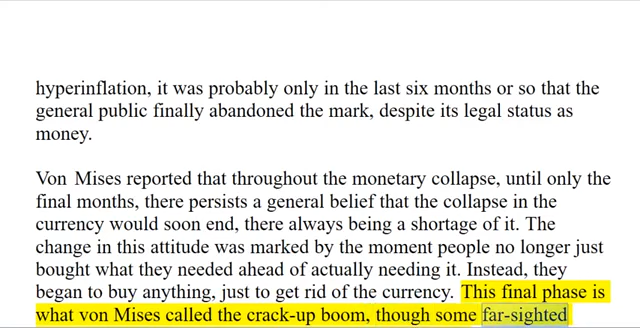 hyperinflation, it was probably only in the last six months or so that the
general public finally abandoned the mark, despite its legal status as
money.
Von Mises reported that throughout the monetary collapse, until only the
final months, there persists a general belief that the collapse in the
currency would soon end, there always being a shortage of it. The
change in this attitude was marked by the moment people no longer just
bought what they needed ahead of actually needing it. Instead, they
began to buy anything, just to get rid of the currency. This final phase is
what von Mises called the crack-up boom, though some far-sighted